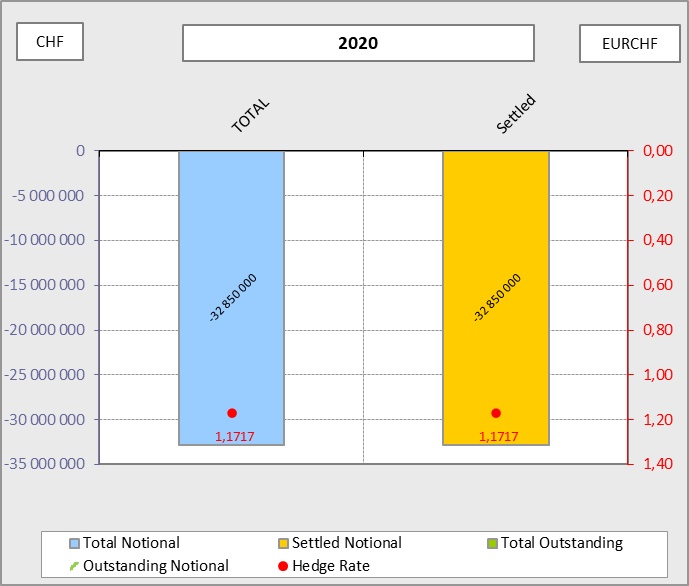 CHF 2020 EURCHF
TOTAL Settled
0 0,00
-5 000 000 0,20
-10 000 000 0,40
-15 000 000 0,60
-32 850 000 -32 850 000
-20 000 000 0,80
-25 000 000 1,00
-30 000 000 1,20
1,1717 1,1717
-35 000 000 1,40
Total Notional Settled Notional Total Outstanding
Outstanding Notional Hedge Rate